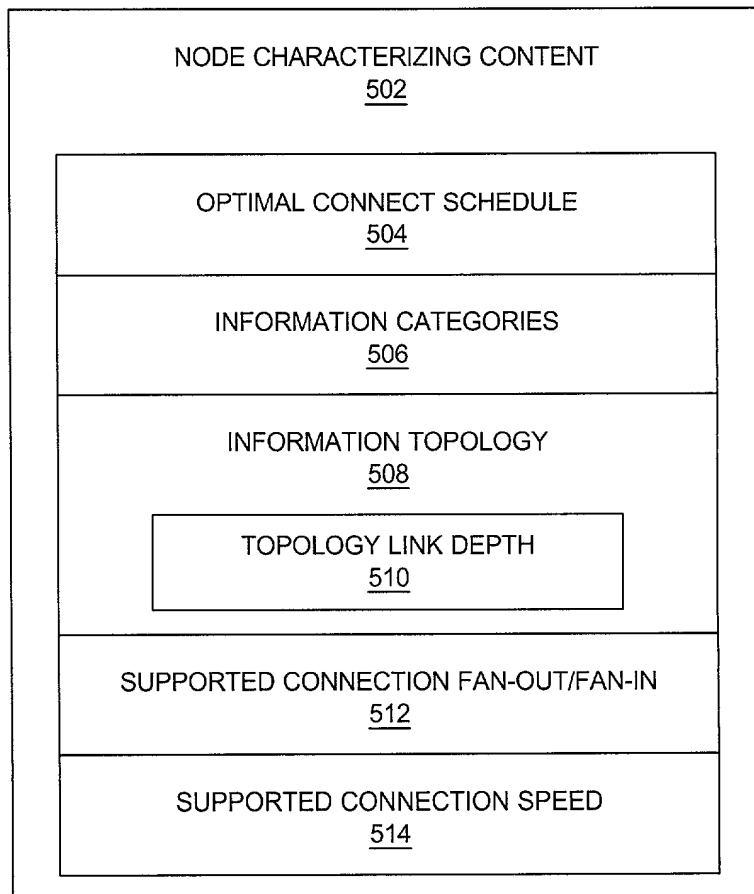 NODE CHARACTERIZING CONTENT
502
OPTIMAL CONNECT SCHEDULE
504
INFORMATION CATEGORIES
506
INFORMATION TOPOLOGY
508
TOPOLOGY LINK DEPTH
510
SUPPORTED CONNECTION FAN-OUT/FAN-IN
512
SUPPORTED CONNECTION SPEED
514